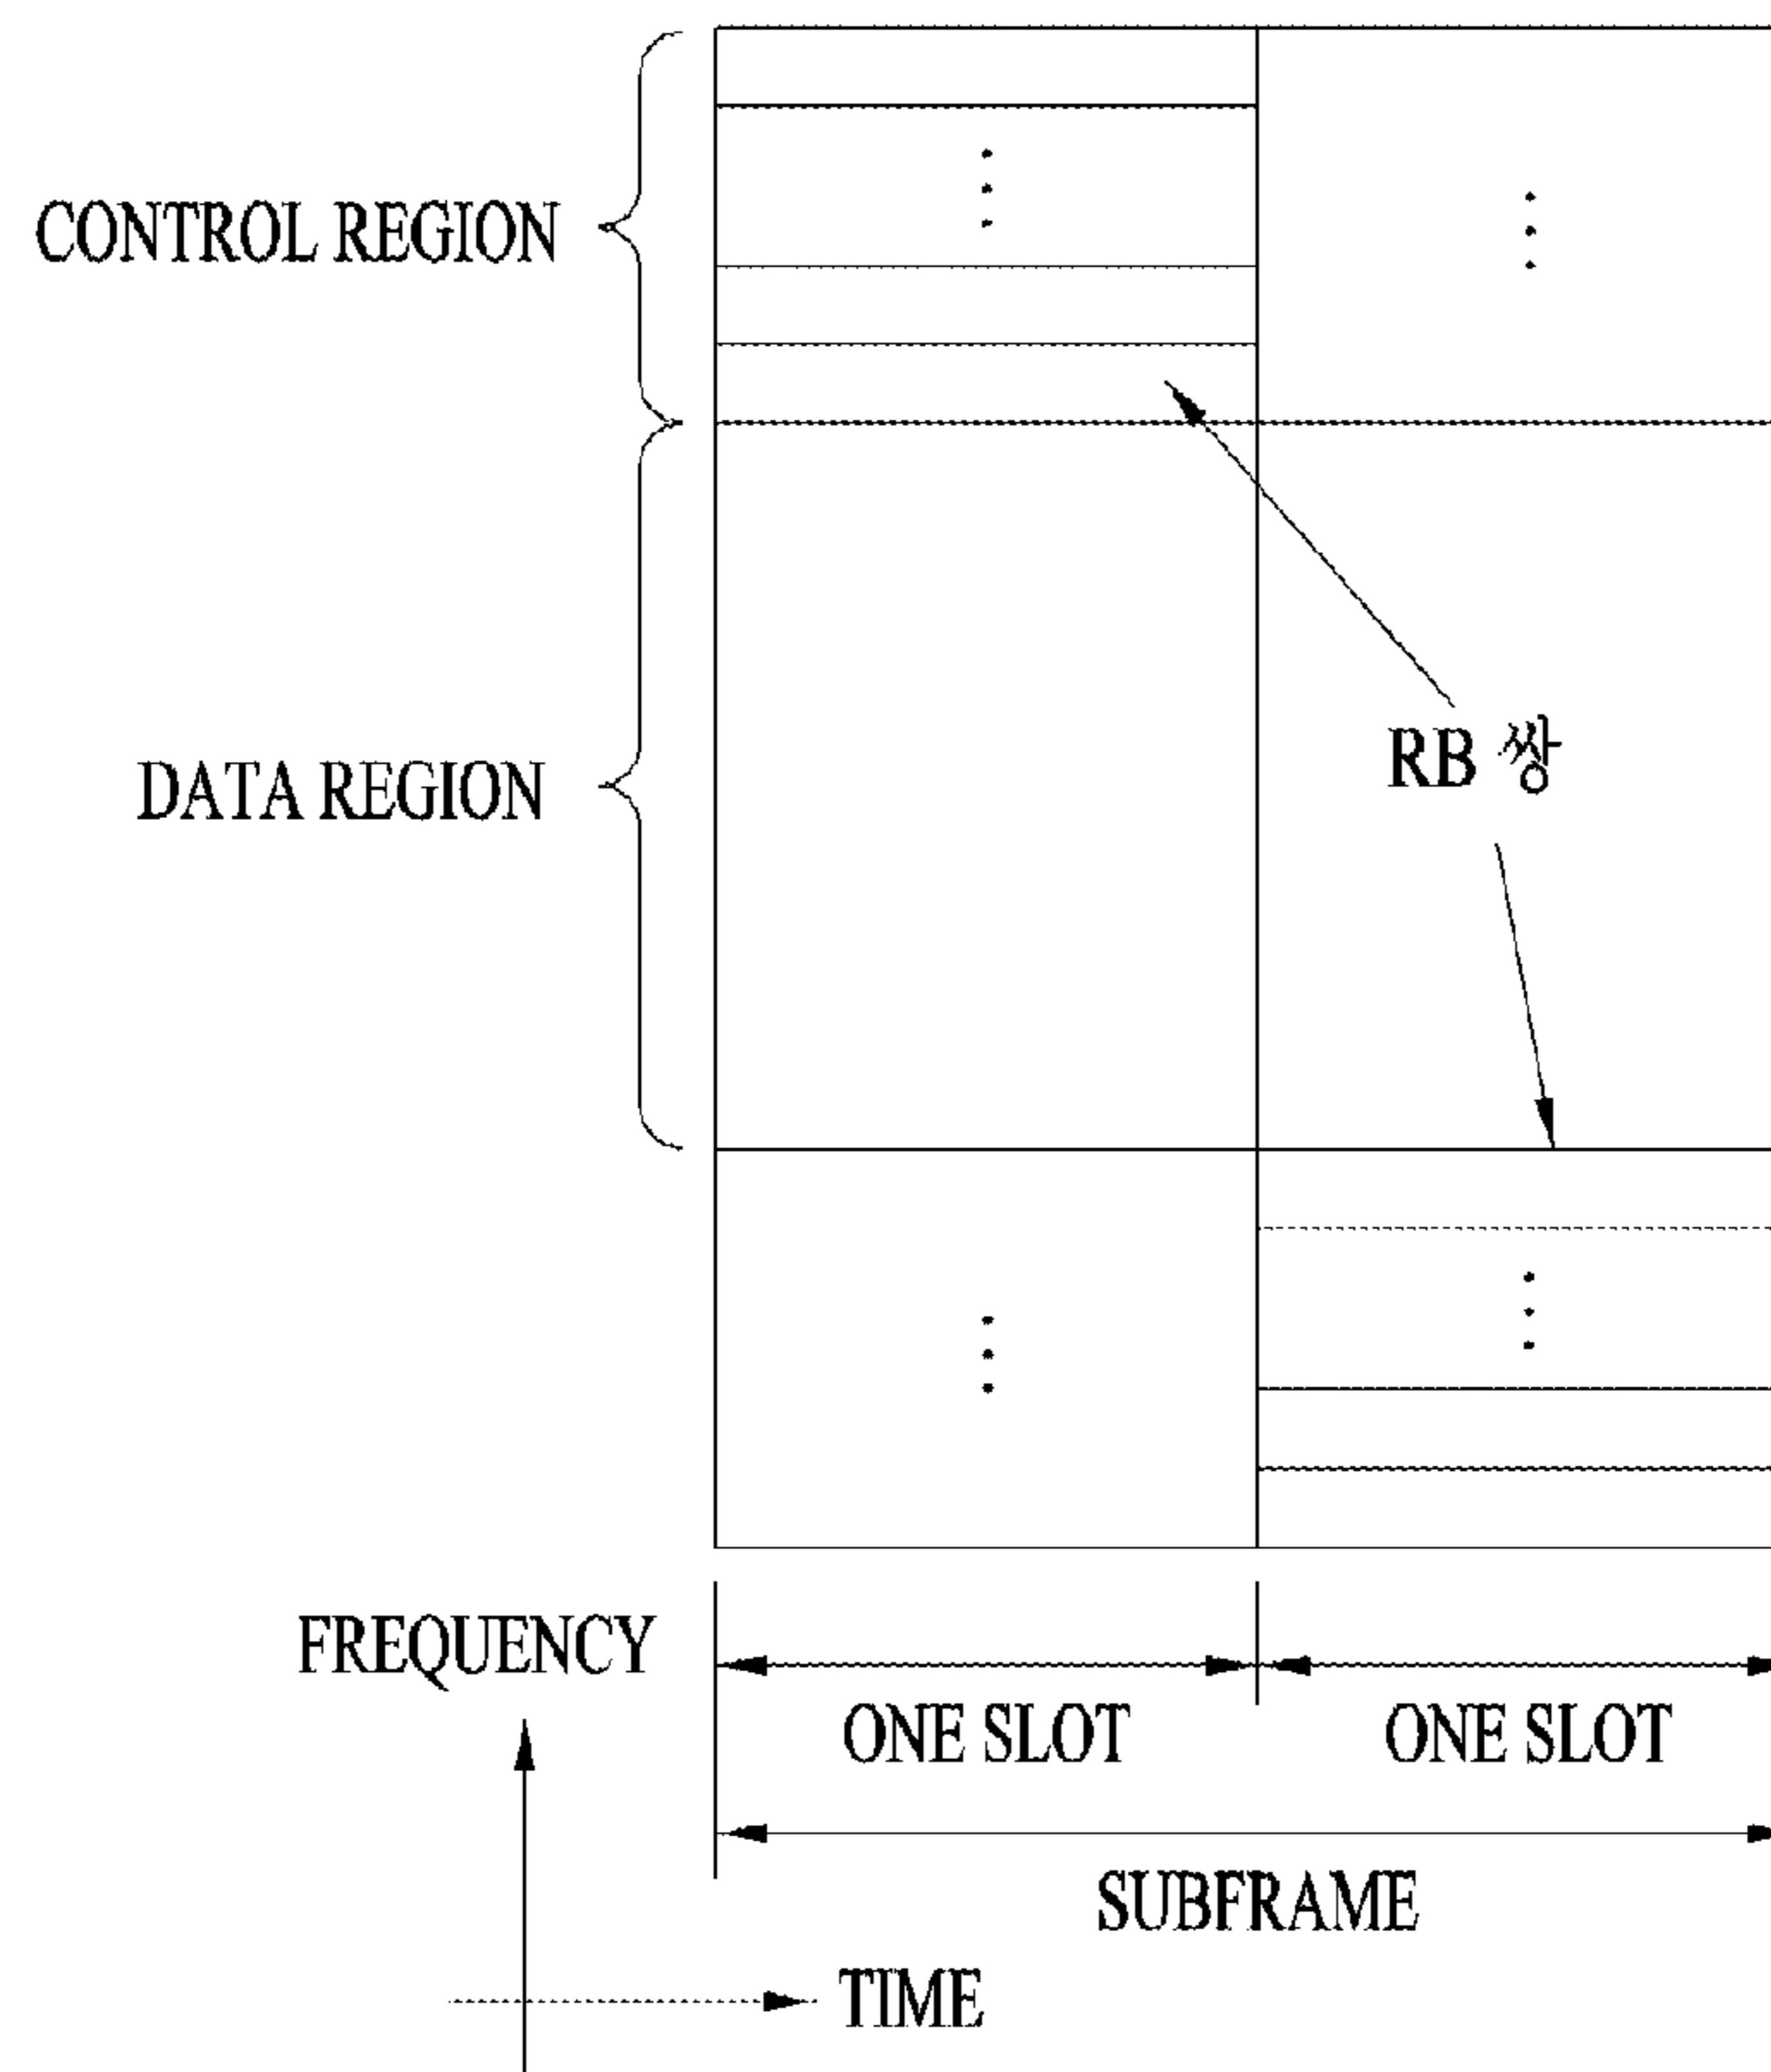 CONTROL REGION
DATA REGION
RB 쌍
FREQUENCY
ONE SLOT
ONE SLOT
SUBFRAME
TIME